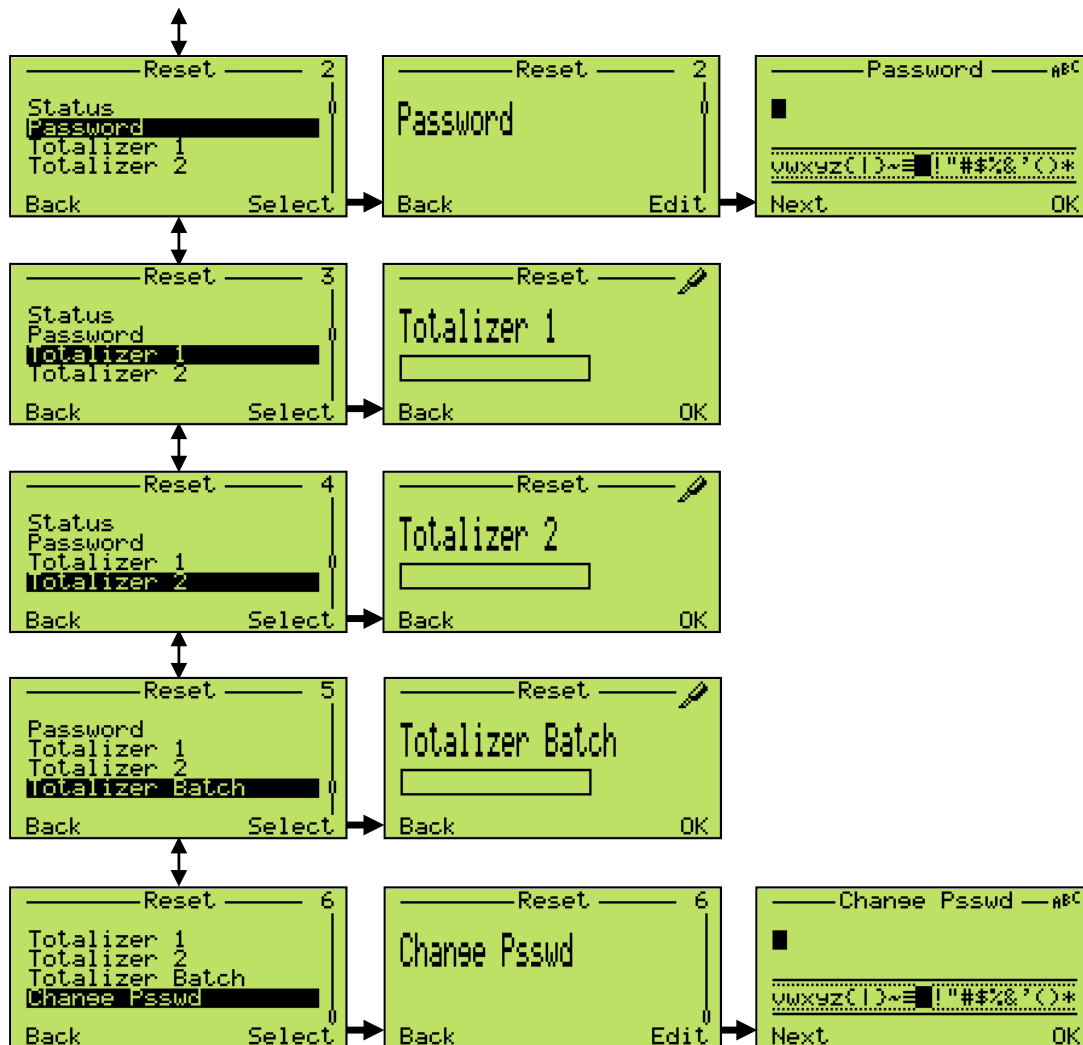 Reset 2
Status
Password
Totalizer 1
Totalizer 2
Back Select
Reset 2
Password
Back Edit
Password ABC
vwxyz{|}~≡ !"#$%&'()*
Next OK
Reset 3
Status
Password
Totalizer 1
Totalizer 2
Back Select
Reset
Totalizer 1
Back OK
Reset 4
Status
Password
Totalizer 1
Totalizer 2
Back Select
Reset
Totalizer 2
Back OK
Reset 5
Password
Totalizer 1
Totalizer 2
Totalizer Batch
Back Select
Reset
Totalizer Batch
Back OK
Reset 6
Totalizer 1
Totalizer 2
Totalizer Batch
Change Psswd
Back Select
Reset 6
Change Psswd
Back Edit
Change Psswd ABC
vwxyz{|}~≡ !"#$%&'()*
Next OK